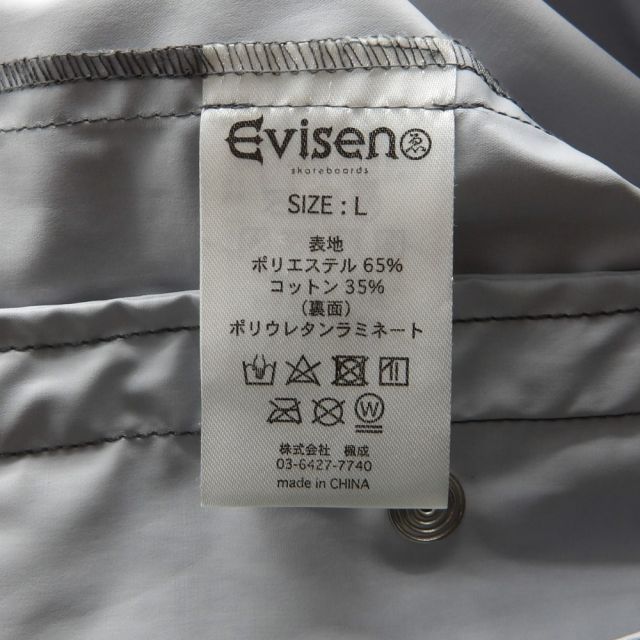 Evisen ゑ
skateboards
SIZE : L
表地
ポリエステル 65%
コットン 35%
(裏面)
ポリウレタンラミネート
W
株式会社 楓成
03-6427-7740
made in CHINA